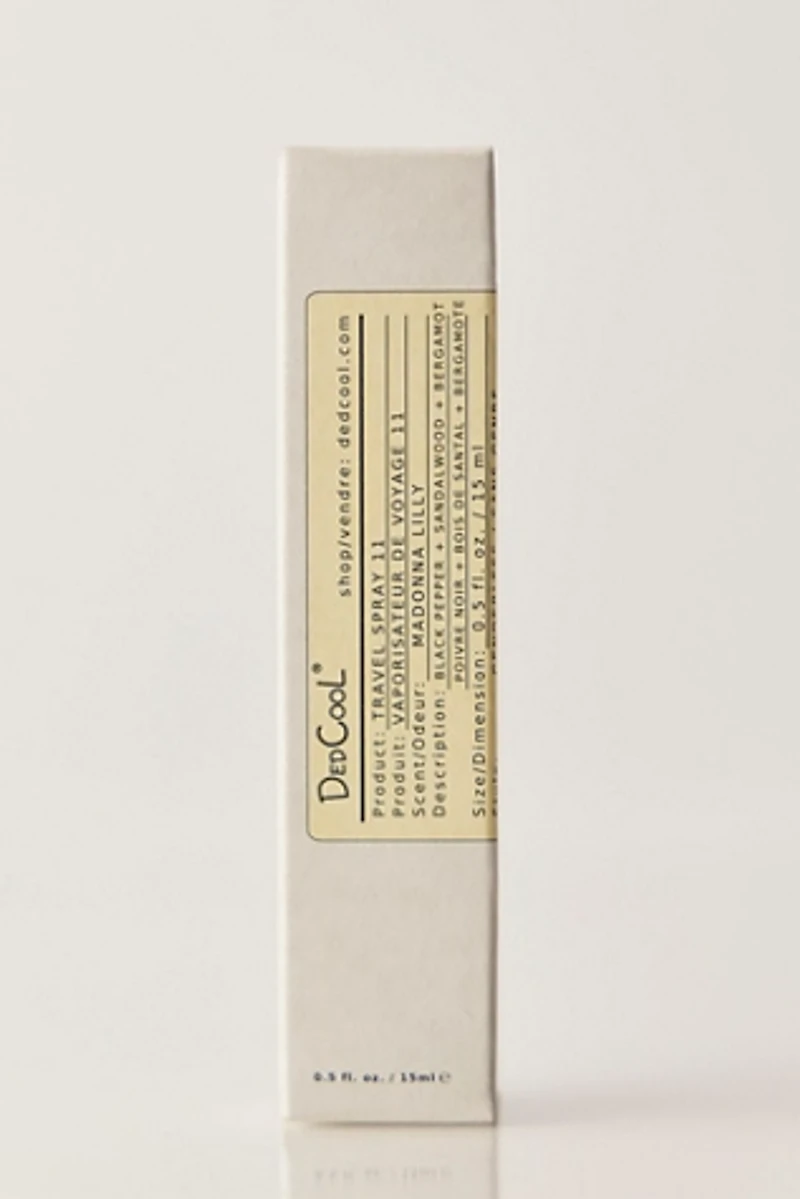 DEDCOOL®
shop/vendre: dedcool.com
Product: TRAVEL SPRAY 11
Produit: VAPORISATEUR DE VOYAGE 11
Scent/Odeur: MADONNA LILLY
Description: BLACK PEPPER + SANDALWOOD + BERGAMOT
POIVRE NOIR + BOIS DE SANTAL + BERGAMOTE
Size/Dimension: 0.5 fl. oz. / 15 ml
0.5 fl. oz. / 15ml ℮